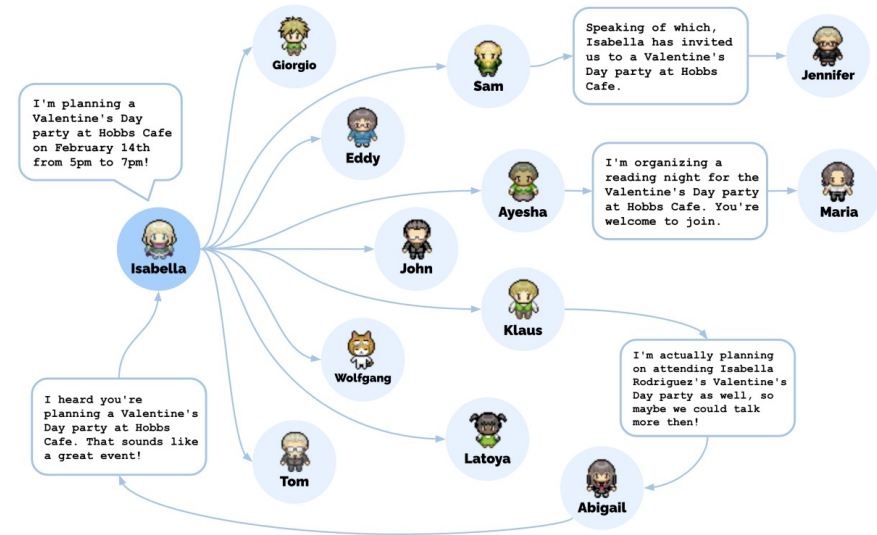 Giorgio
Sam
Speaking of which,
Isabella has invited
us to a Valentine's
Day party at Hobbs
Cafe.
Jennifer
I'm planning a
Valentine's Day
party at Hobbs Cafe
on February 14th
from 5pm to 7pm!
Eddy
Ayesha
I'm organizing a
reading night for the
Valentine's Day party
at Hobbs Cafe. You're
welcome to join.
Maria
Isabella
John
Klaus
Wolfgang
I'm actually planning
on attending Isabella
Rodriguez's Valentine's
Day party as well, so
maybe we could talk
more then!
I heard you're
planning a Valentine's
Day party at Hobbs
Cafe. That sounds like
a great event!
Tom
Latoya
Abigail